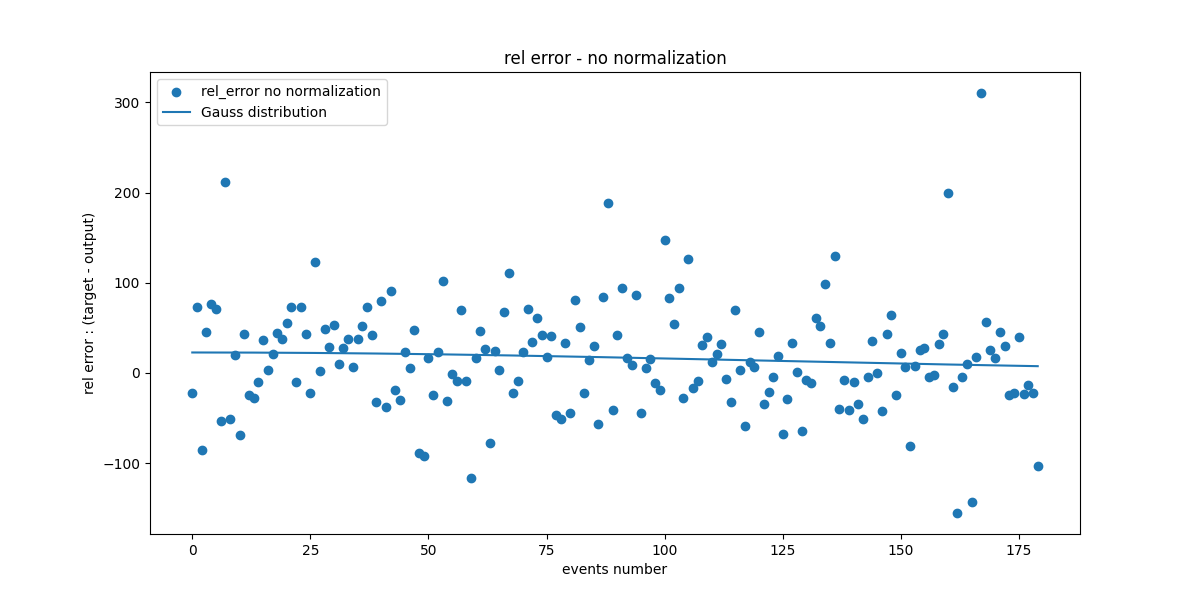 rel error - no normalization
rel_error no normalization
Gauss distribution
300
200
100
0
−100
rel error : (target - output)
0 25 50 75 100 125 150 175
events number